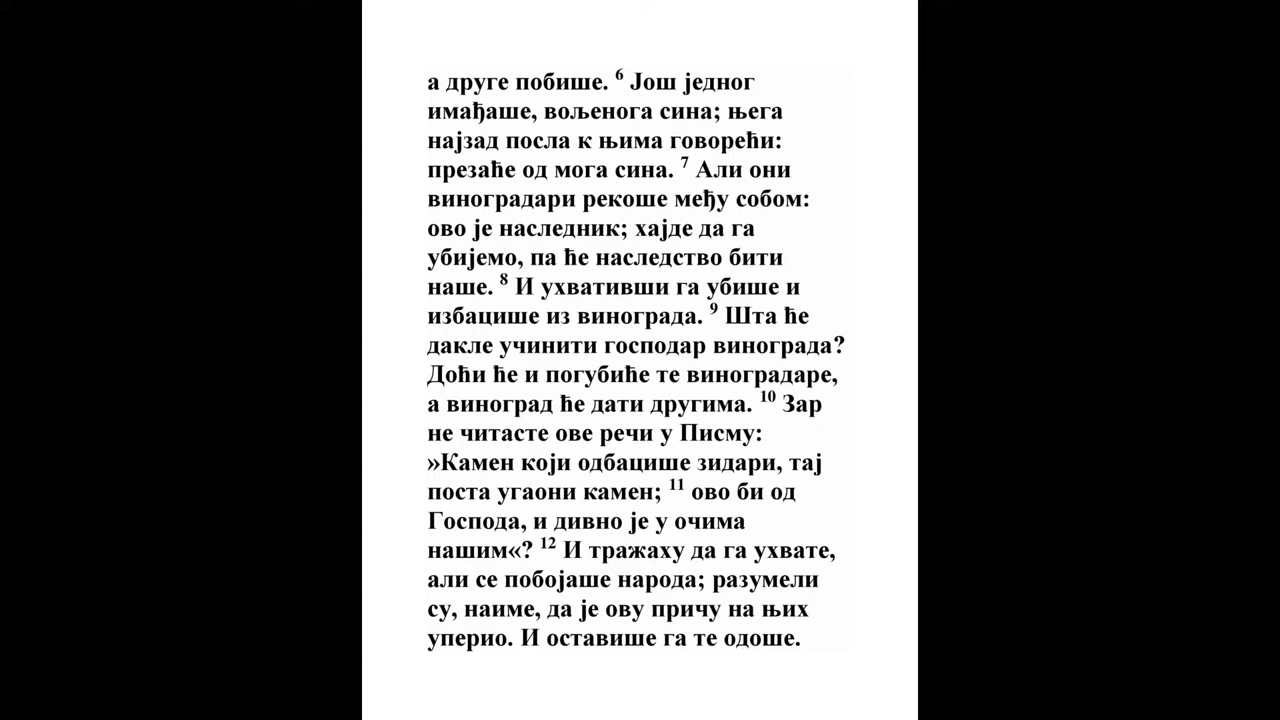 а друге побише. 6 Још једног
имађаше, вољенога сина; њега
најзад посла к њима говорећи:
презаће од мога сина. 7 Али они
виноградари рекоше међу собом:
ово је наследник; хајде да га
убијемо, па ће наследство бити
наше. 8 И ухвативши га убише и
избацише из винограда. 9 Шта ће
дакле учинити господар винограда?
Доћи ће и погубиће те виноградаре,
а виноград ће дати другима. 10 Зар
не читасте ове речи у Писму:
»Камен који одбацише зидари, тај
поста угаони камен; 11 ово би од
Господа, и дивно је у очима
нашим«? 12 И тражаху да га ухвате,
али се побојаше народа; разумели
су, наиме, да је ову причу на њих
уперио. И оставише га те одоше.